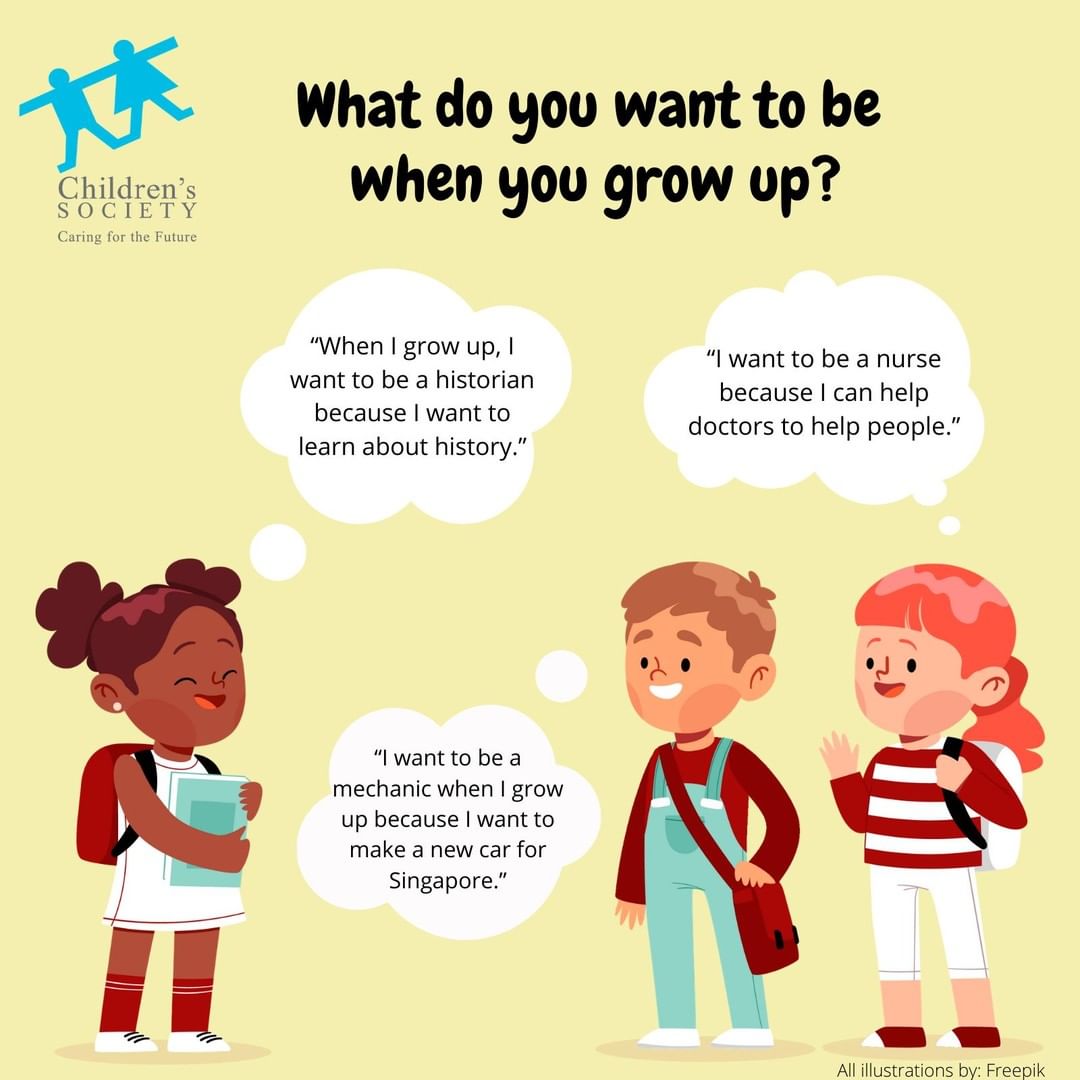 What do you want to be
when you grow up?
Children's
SOCIETY
Caring for the Future
“When I grow up, I
want to be a historian
because I want to
learn about history.”
“I want to be a nurse
because I can help
doctors to help people.”
“I want to be a
mechanic when I grow
up because I want to
make a new car for
Singapore.”
All illustrations by: Freepik